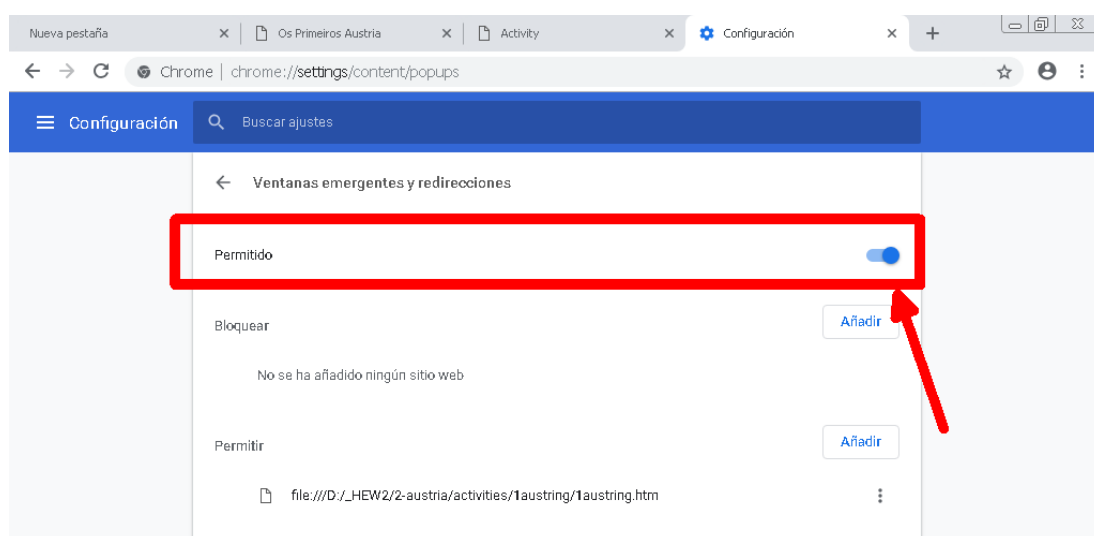 Nueva pestaña
Os Primeiros Austria
Activity
Configuración
Chrome | chrome://settings/content/popups
Configuración
Buscar ajustes
Ventanas emergentes y redirecciones
Permitido
Bloquear
Añadir
No se ha añadido ningún sitio web
Permitir
Añadir
file:///D:/_HEW2/2-austria/activities/1austring/1austring.htm